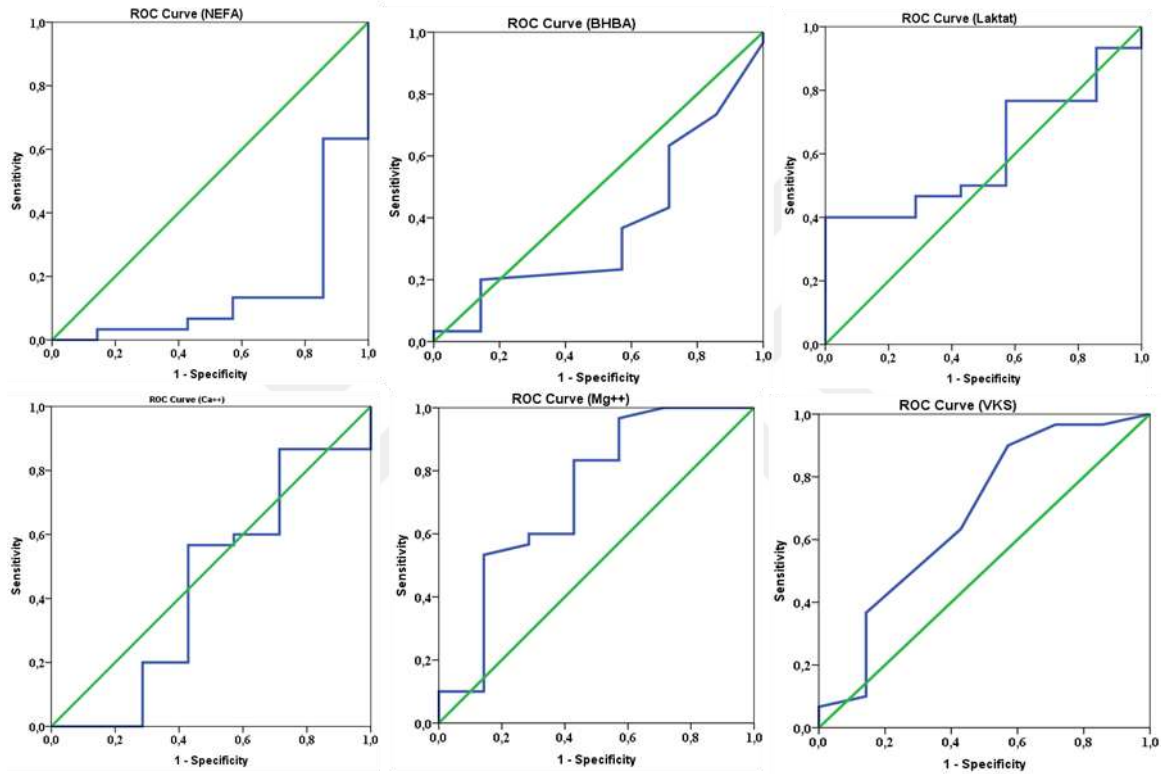 ROC Curve (NEFA)
1,0
0,8
0,6
0,4
0,2
0,0
Sensitivity
0,0 0,2 0,4 0,6 0,8 1,0
1 - Specificity
ROC Curve (BHBA)
1,0
0,8
0,6
0,4
0,2
0,0
Sensitivity
0,0 0,2 0,4 0,6 0,8 1,0
1 - Specificity
ROC Curve (Laktat)
1,0
0,8
0,6
0,4
0,2
0,0
Sensitivity
0,0 0,2 0,4 0,6 0,8 1,0
1 - Specificity
ROC Curve (Ca++)
1,0
0,8
0,6
0,4
0,2
0,0
Sensitivity
0,0 0,2 0,4 0,6 0,8 1,0
1 - Specificity
ROC Curve (Mg++)
1,0
0,8
0,6
0,4
0,2
0,0
Sensitivity
0,0 0,2 0,4 0,6 0,8 1,0
1 - Specificity
ROC Curve (VKS)
1,0
0,8
0,6
0,4
0,2
0,0
Sensitivity
0,0 0,2 0,4 0,6 0,8 1,0
1 - Specificity